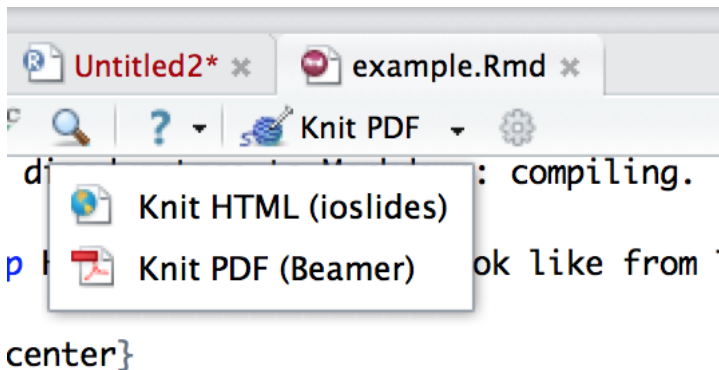 Untitled2* example.Rmd
Knit PDF
: compiling.
Knit HTML (ioslides)
ok like from
Knit PDF (Beamer)
center}